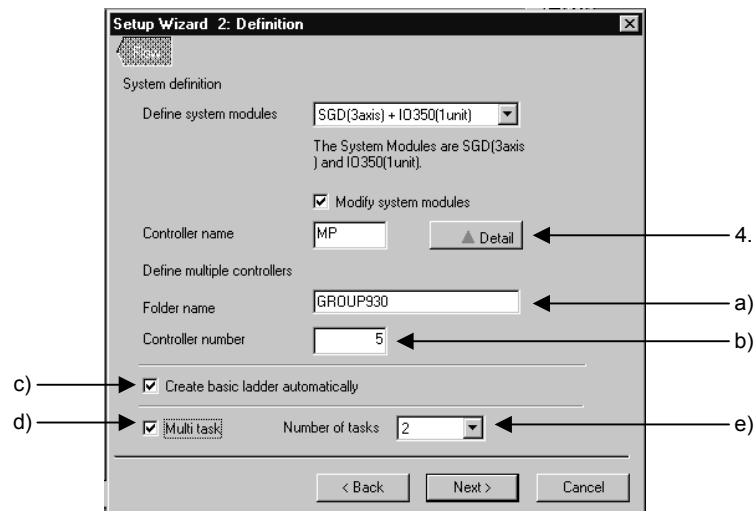 Setup Wizard 2: Definition
System definition
Define system modules
SGD(3axis) + IO350(1unit)
The System Modules are SGD(3axis
) and IO350(1unit).
Modify system modules
Controller name
MP
Detail
4.
Define multiple controllers
Folder name
GROUP930
a)
Controller number
5
b)
c)
Create basic ladder automatically
d)
Multi task
Number of tasks
2
e)
< Back
Next >
Cancel